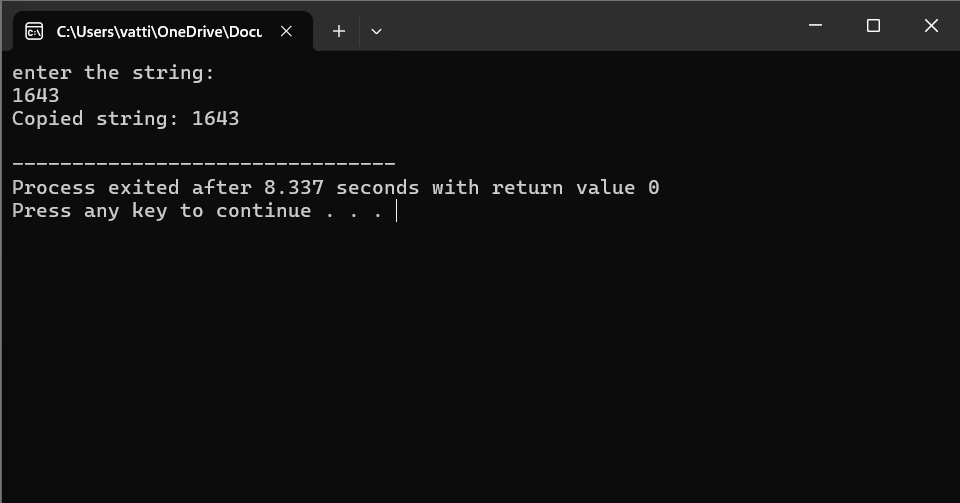 C:\Users\vatti\OneDrive\Docu
enter the string:
1643
Copied string: 1643
--------------------------------
Process exited after 8.337 seconds with return value 0
Press any key to continue . . .